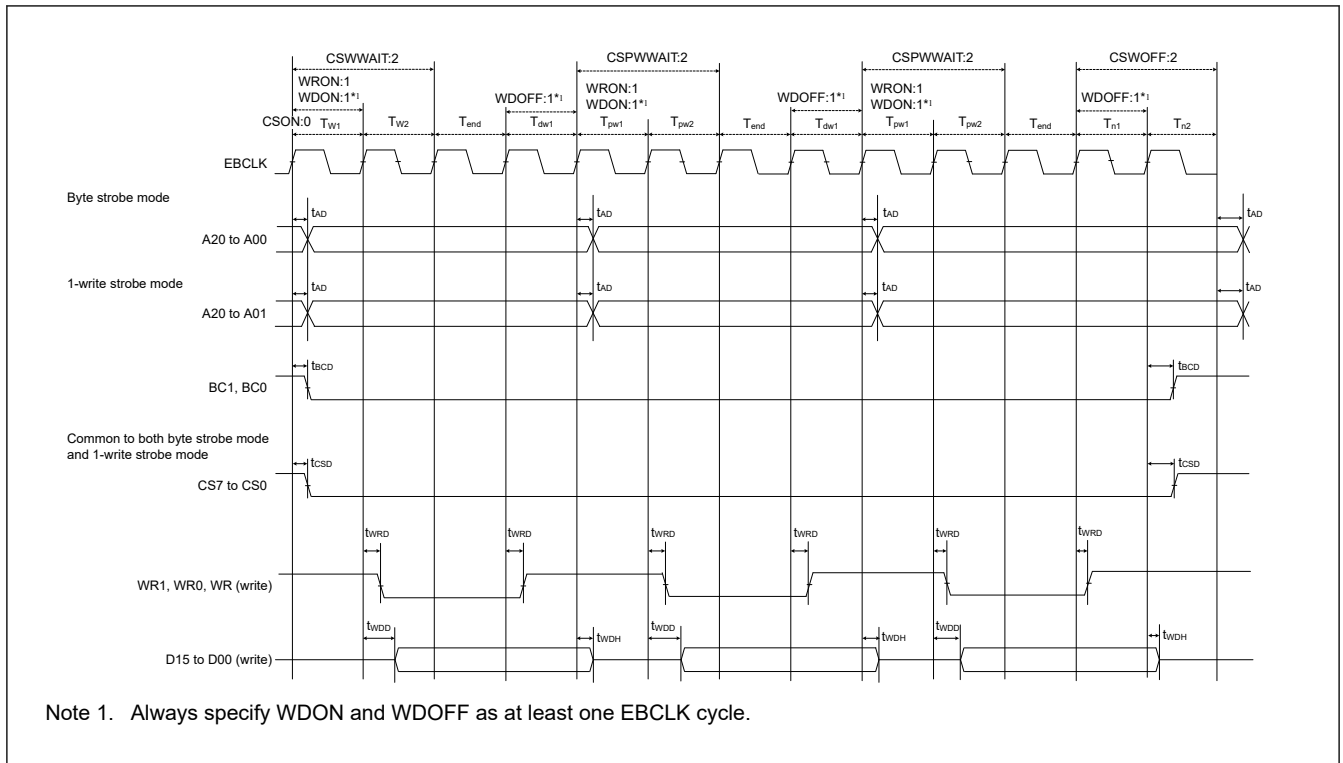 CSWWAIT:2 CSPWWAIT:2 CSPWWAIT:2 CSWOFF:2
WRON:1 WRON:1 WRON:1
WDON:1*1 WDOFF:1*1 WDON:1*1 WDOFF:1*1 WDON:1*1 WDOFF:1*1
CSON:0 TW1 TW2 Tend Tdw1 Tpw1 Tpw2 Tend Tdw1 Tpw1 Tpw2 Tend Tn1 Tn2
EBCLK
Byte strobe mode
tAD tAD tAD tAD
A20 to A00
1-write strobe mode
tAD tAD tAD tAD
A20 to A01
tBCD tBCD
BC1, BC0
Common to both byte strobe mode
and 1-write strobe mode
tCSD tCSD
CS7 to CS0
tWRD tWRD tWRD tWRD tWRD tWRD
WR1, WR0, WR (write)
tWDD tWDH tWDD tWDH tWDD tWDH
D15 to D00 (write)
Note 1. Always specify WDON and WDOFF as at least one EBCLK cycle.